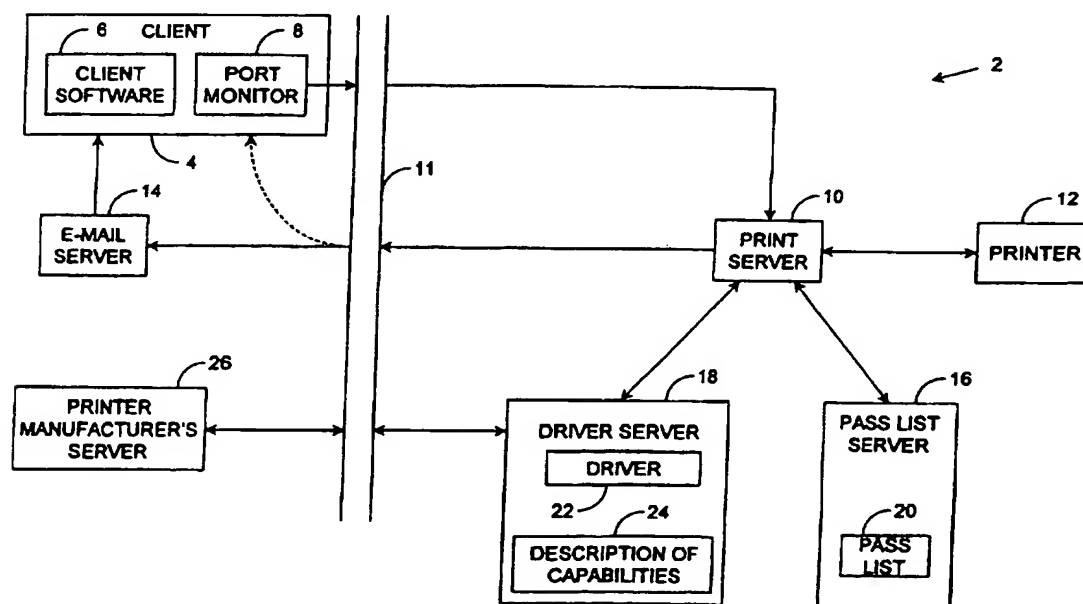 6
CLIENT
8
CLIENT
SOFTWARE
PORT
MONITOR
2
4
11
14
E-MAIL
SERVER
10
PRINT
SERVER
12
PRINTER
26
PRINTER
MANUFACTURER'S
SERVER
18
DRIVER SERVER
DRIVER
22
24
DESCRIPTION OF
CAPABILITIES
16
PASS LIST
SERVER
20
PASS
LIST